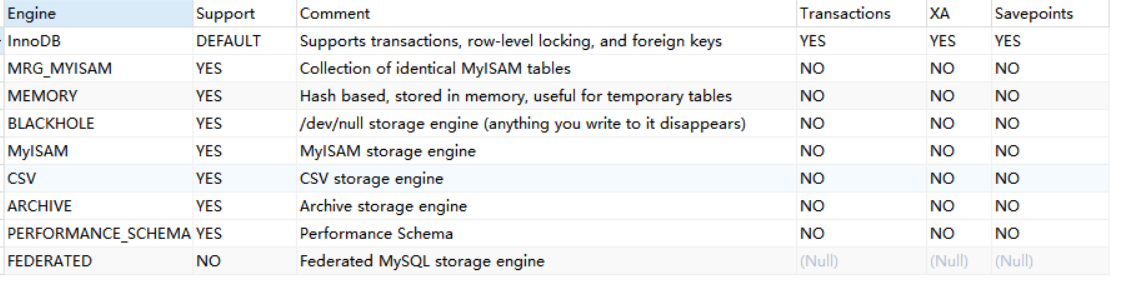 Engine Support Comment Transactions XA Savepoints
InnoDB DEFAULT Supports transactions, row-level locking, and foreign keys YES YES YES
MRG_MYISAM YES Collection of identical MyISAM tables NO NO NO
MEMORY YES Hash based, stored in memory, useful for temporary tables NO NO NO
BLACKHOLE YES /dev/null storage engine (anything you write to it disappears) NO NO NO
MyISAM YES MyISAM storage engine NO NO NO
CSV YES CSV storage engine NO NO NO
ARCHIVE YES Archive storage engine NO NO NO
PERFORMANCE_SCHEMA YES Performance Schema NO NO NO
FEDERATED NO Federated MySQL storage engine (Null) (Null) (Null)